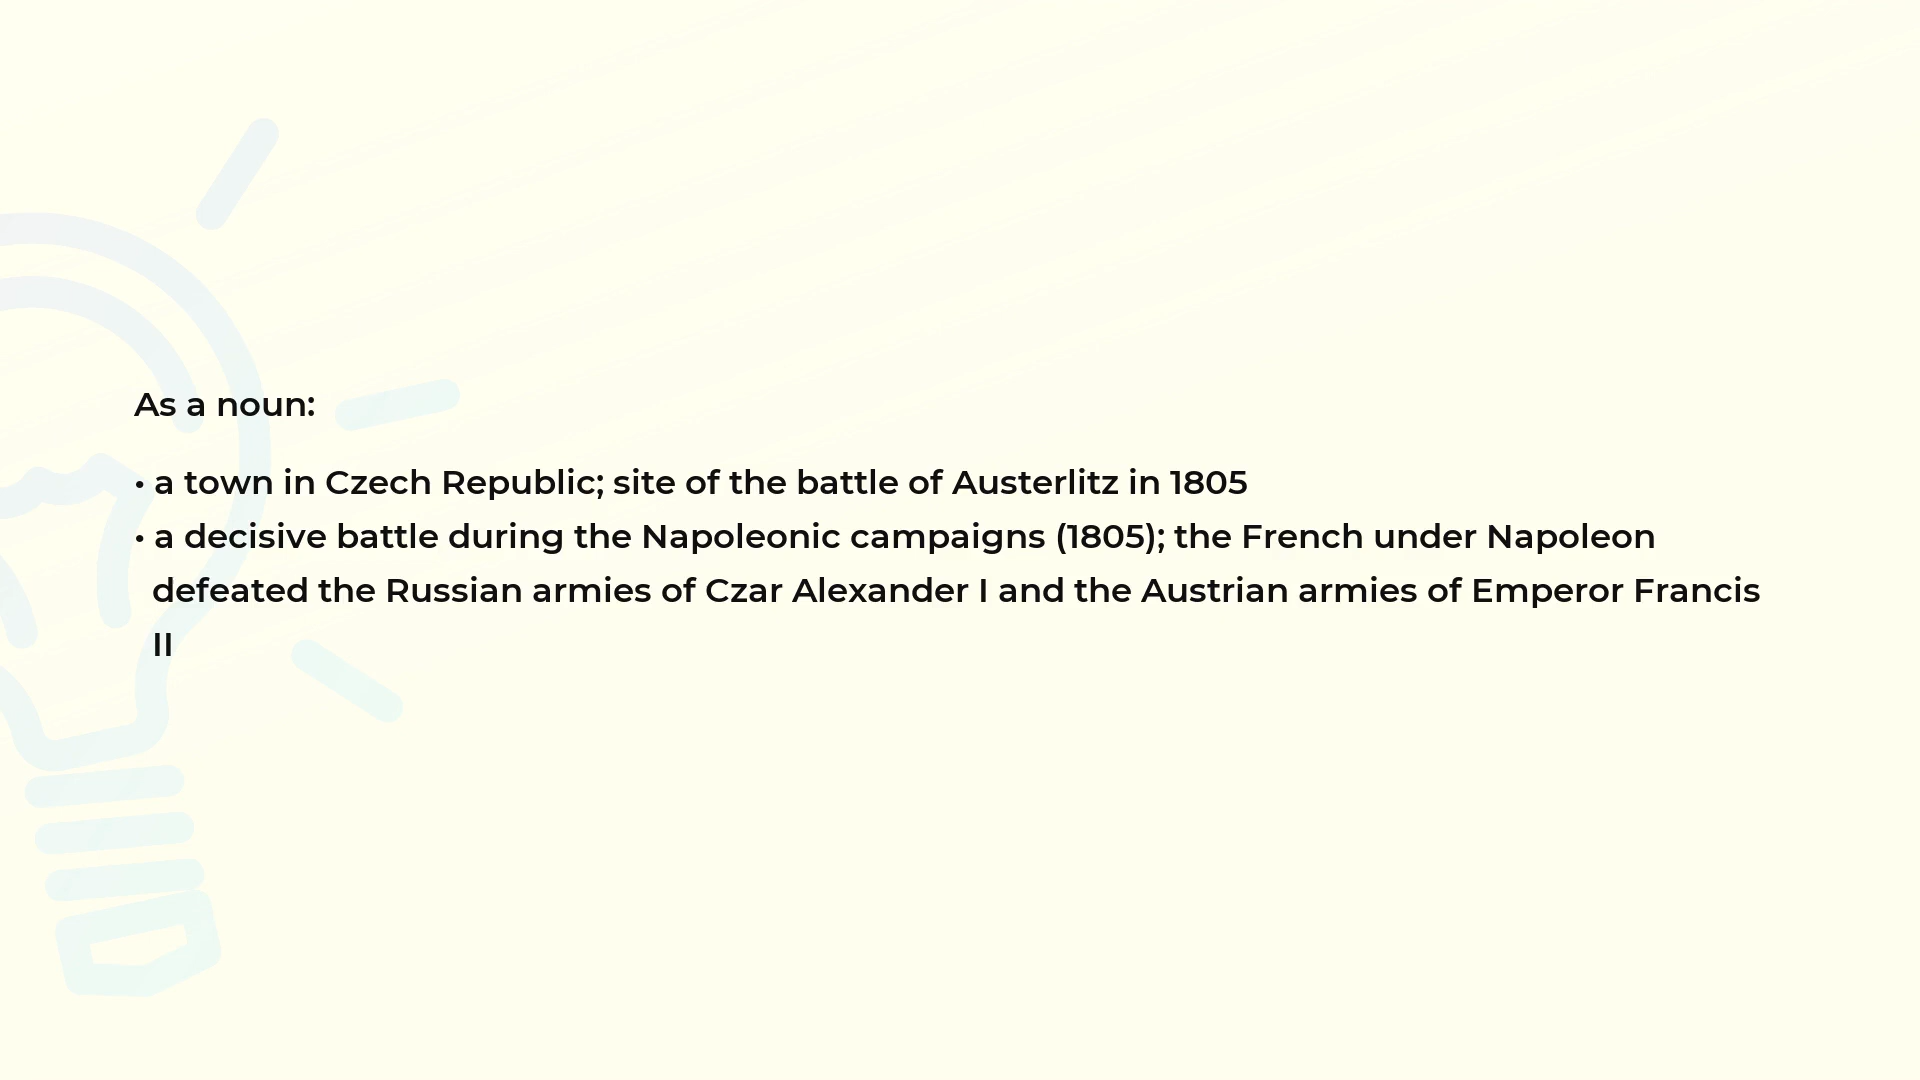 As a noun:
• a town in Czech Republic; site of the battle of Austerlitz in 1805
• a decisive battle during the Napoleonic campaigns (1805); the French under Napoleon
defeated the Russian armies of Czar Alexander I and the Austrian armies of Emperor Francis
II